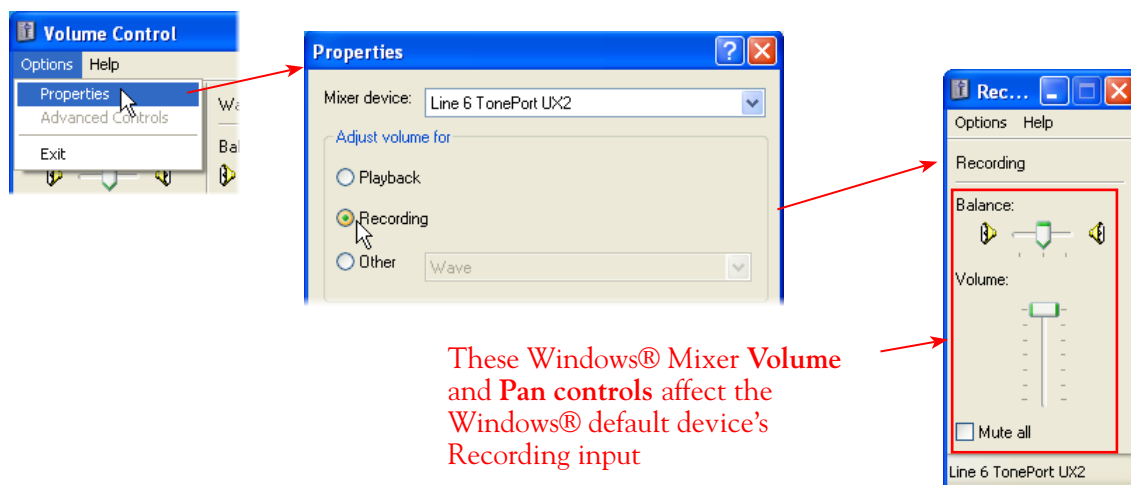 Volume Control
Options Help
Properties
Advanced Controls
Exit
Ba
Properties
Mixer device: Line 6 TonePort UX2
Adjust volume for
Playback
Recording
Other Wave
Rec...
Options Help
Recording
Balance:
Volume:
Mute all
Line 6 TonePort UX2
These Windows® Mixer Volume
and Pan controls affect the
Windows® default device's
Recording input